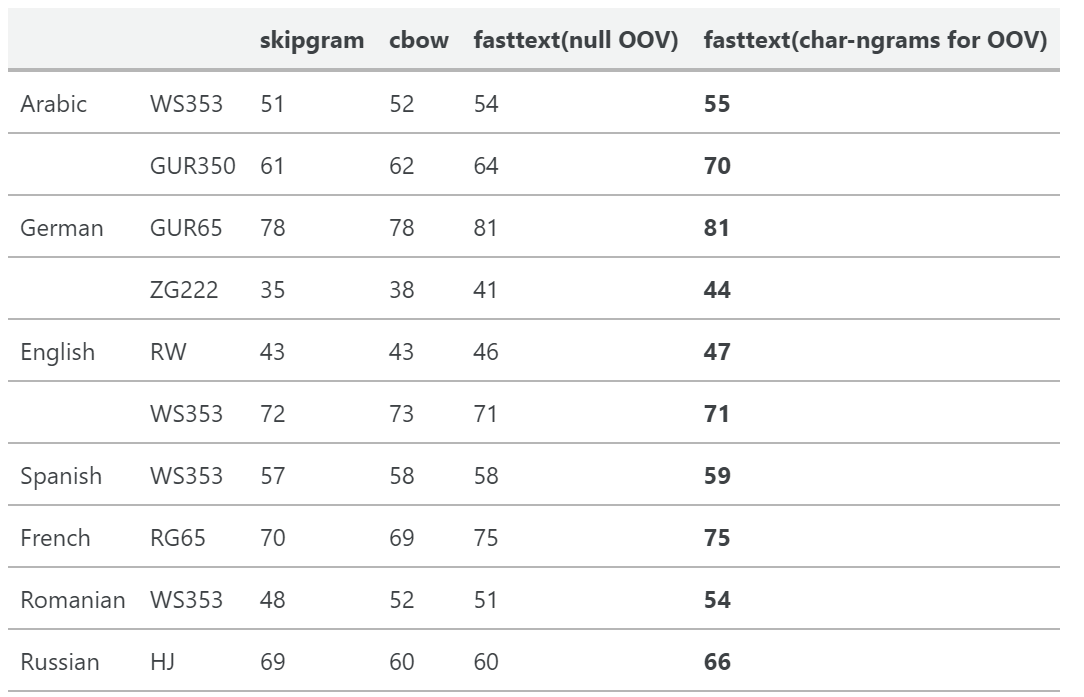 skipgram cbow fasttext(null OOV) fasttext(char-ngrams for OOV)
Arabic WS353 51 52 54 55
GUR350 61 62 64 70
German GUR65 78 78 81 81
ZG222 35 38 41 44
English RW 43 43 46 47
WS353 72 73 71 71
Spanish WS353 57 58 58 59
French RG65 70 69 75 75
Romanian WS353 48 52 51 54
Russian HJ 69 60 60 66